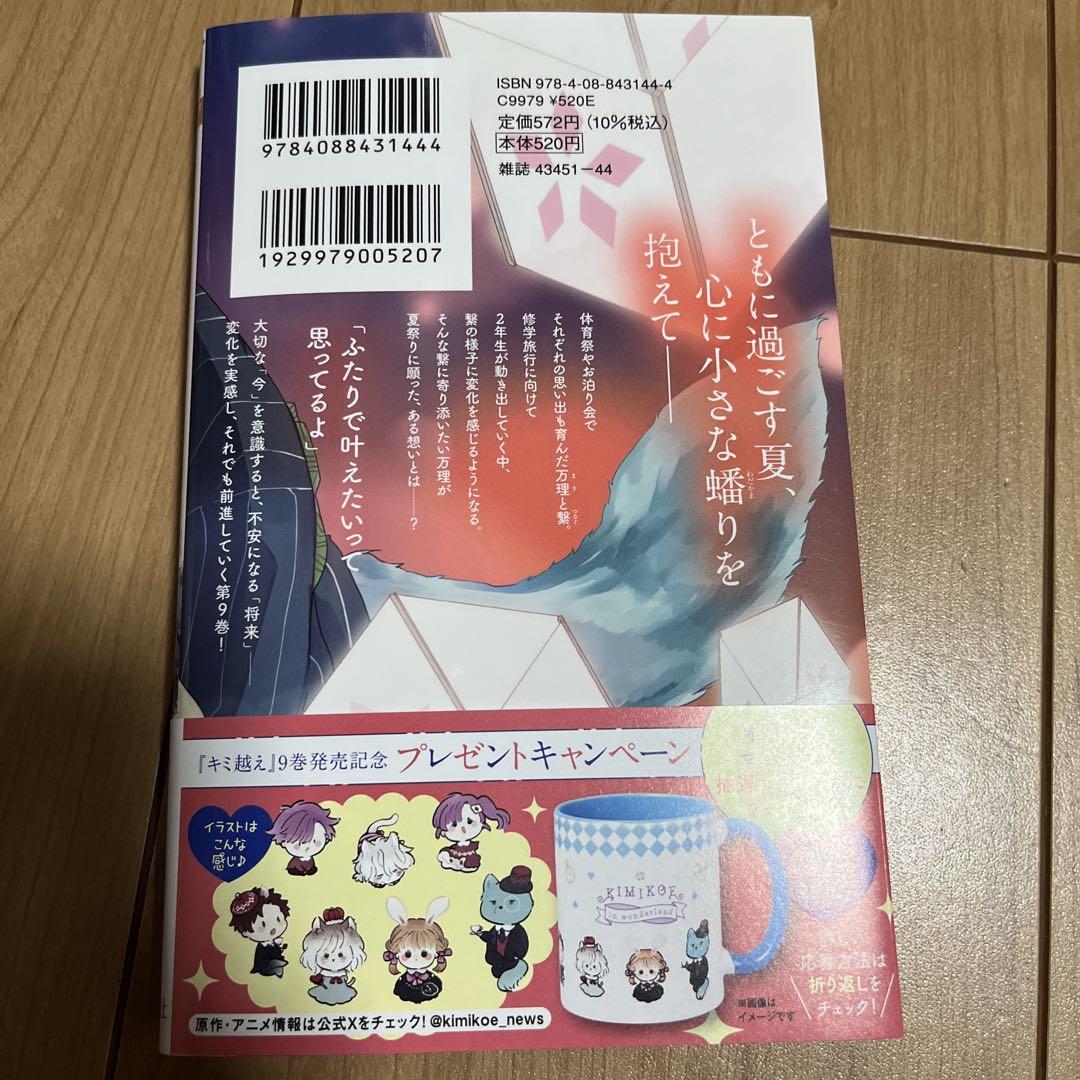 ISBN 978-4-08-843144-4
C9979 ¥520E
定価572円(10%税込)
本体520円
雑誌 43451-44
9784088431444
1929979005207
ともに過ごす夏、
心に小さな蟠りを
わだかま
抱えて――
体育祭やお泊り会で
それぞれの思い出も育んだ万理と繋。
まり
つなぐ
修学旅行に向けて
2年生が動き出していく中、
繋の様子に変化を感じるようになる。
そんな繋に寄り添いたい万理が
夏祭りに願った、ある想いとは――?
「ふたりで叶えたいって
思ってるよ」
大切な「今」を意識すると、不安になる「将来」――
変化を実感し、それでも前進していく第9巻!
『キミ越え』9巻発売記念 プレゼントキャンペーン
イラストは
こんな
感じ♪
KIMIKOE
in wonderland
応募方法は
折り返しを
チェック!
※画像は
イメージです
原作・アニメ情報は公式Xをチェック! @kimikoe_news
社